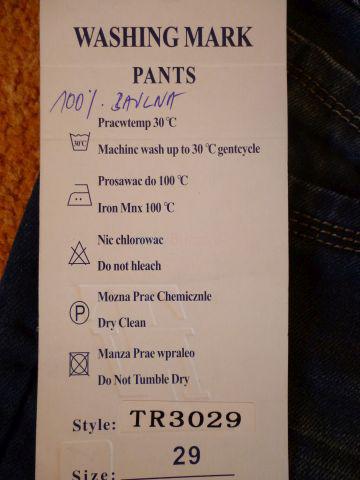 WASHING MARK
PANTS
100% BAVLNA
Pracwtemp 30 °C
30°C
Machinc wash up to 30 °C gentcycle
Prosawac do 100 °C
Iron Mnx 100 °C
Nic chlorowac
Do not hleach
Mozna Prac Chemicznle
P
Dry Clean
Manza Prae wpraleo
Do Not Tumble Dry
Style: TR3029
29
Size: